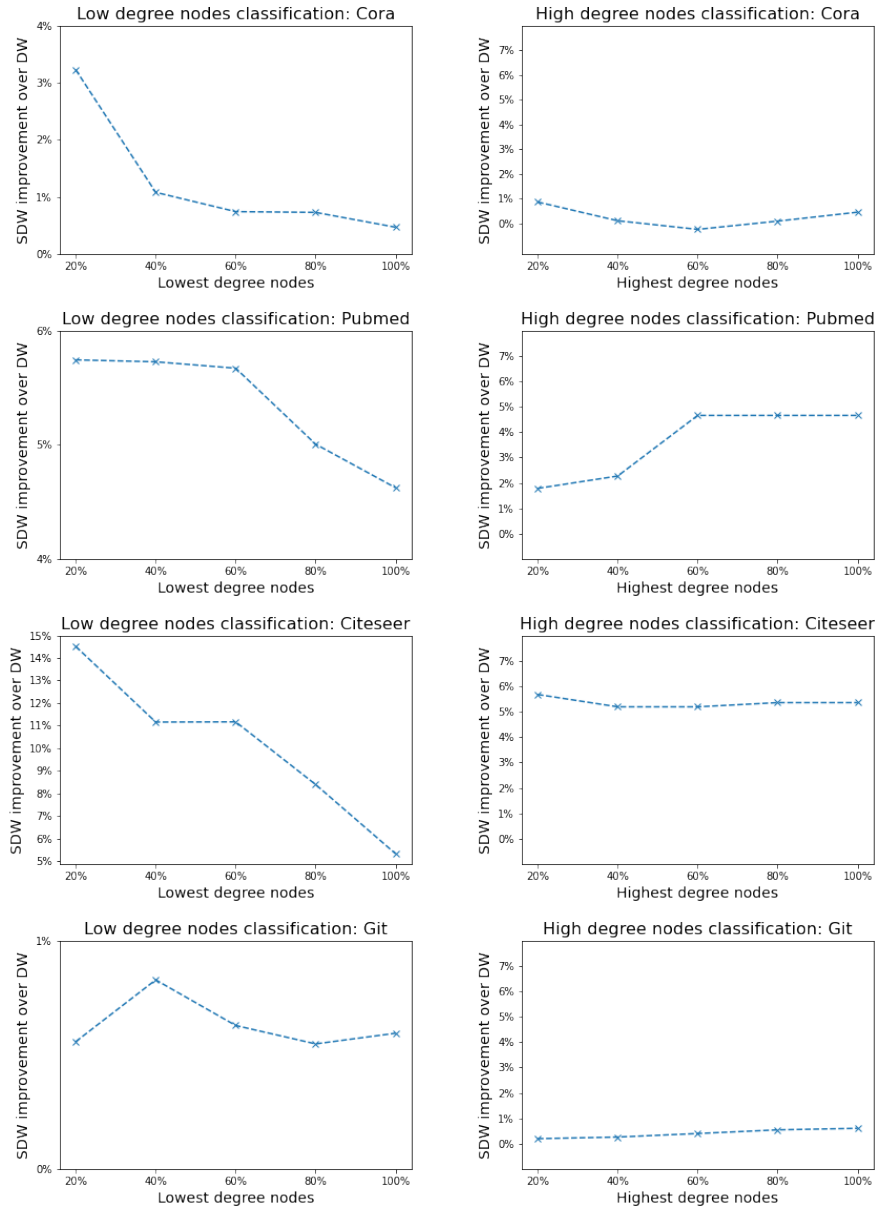 Low degree nodes classification: Cora
SDW improvement over DW
4%
3%
2%
1%
0%
20% 40% 60% 80% 100%
Lowest degree nodes
High degree nodes classification: Cora
SDW improvement over DW
7%
6%
5%
4%
3%
2%
1%
0%
20% 40% 60% 80% 100%
Highest degree nodes
Low degree nodes classification: Pubmed
SDW improvement over DW
6%
5%
4%
20% 40% 60% 80% 100%
Lowest degree nodes
High degree nodes classification: Pubmed
SDW improvement over DW
7%
6%
5%
4%
3%
2%
1%
0%
20% 40% 60% 80% 100%
Highest degree nodes
Low degree nodes classification: Citeseer
SDW improvement over DW
15%
14%
13%
12%
11%
10%
9%
8%
7%
6%
5%
20% 40% 60% 80% 100%
Lowest degree nodes
High degree nodes classification: Citeseer
SDW improvement over DW
7%
6%
5%
4%
3%
2%
1%
0%
20% 40% 60% 80% 100%
Highest degree nodes
Low degree nodes classification: Git
SDW improvement over DW
1%
0%
20% 40% 60% 80% 100%
Lowest degree nodes
High degree nodes classification: Git
SDW improvement over DW
7%
6%
5%
4%
3%
2%
1%
0%
20% 40% 60% 80% 100%
Highest degree nodes